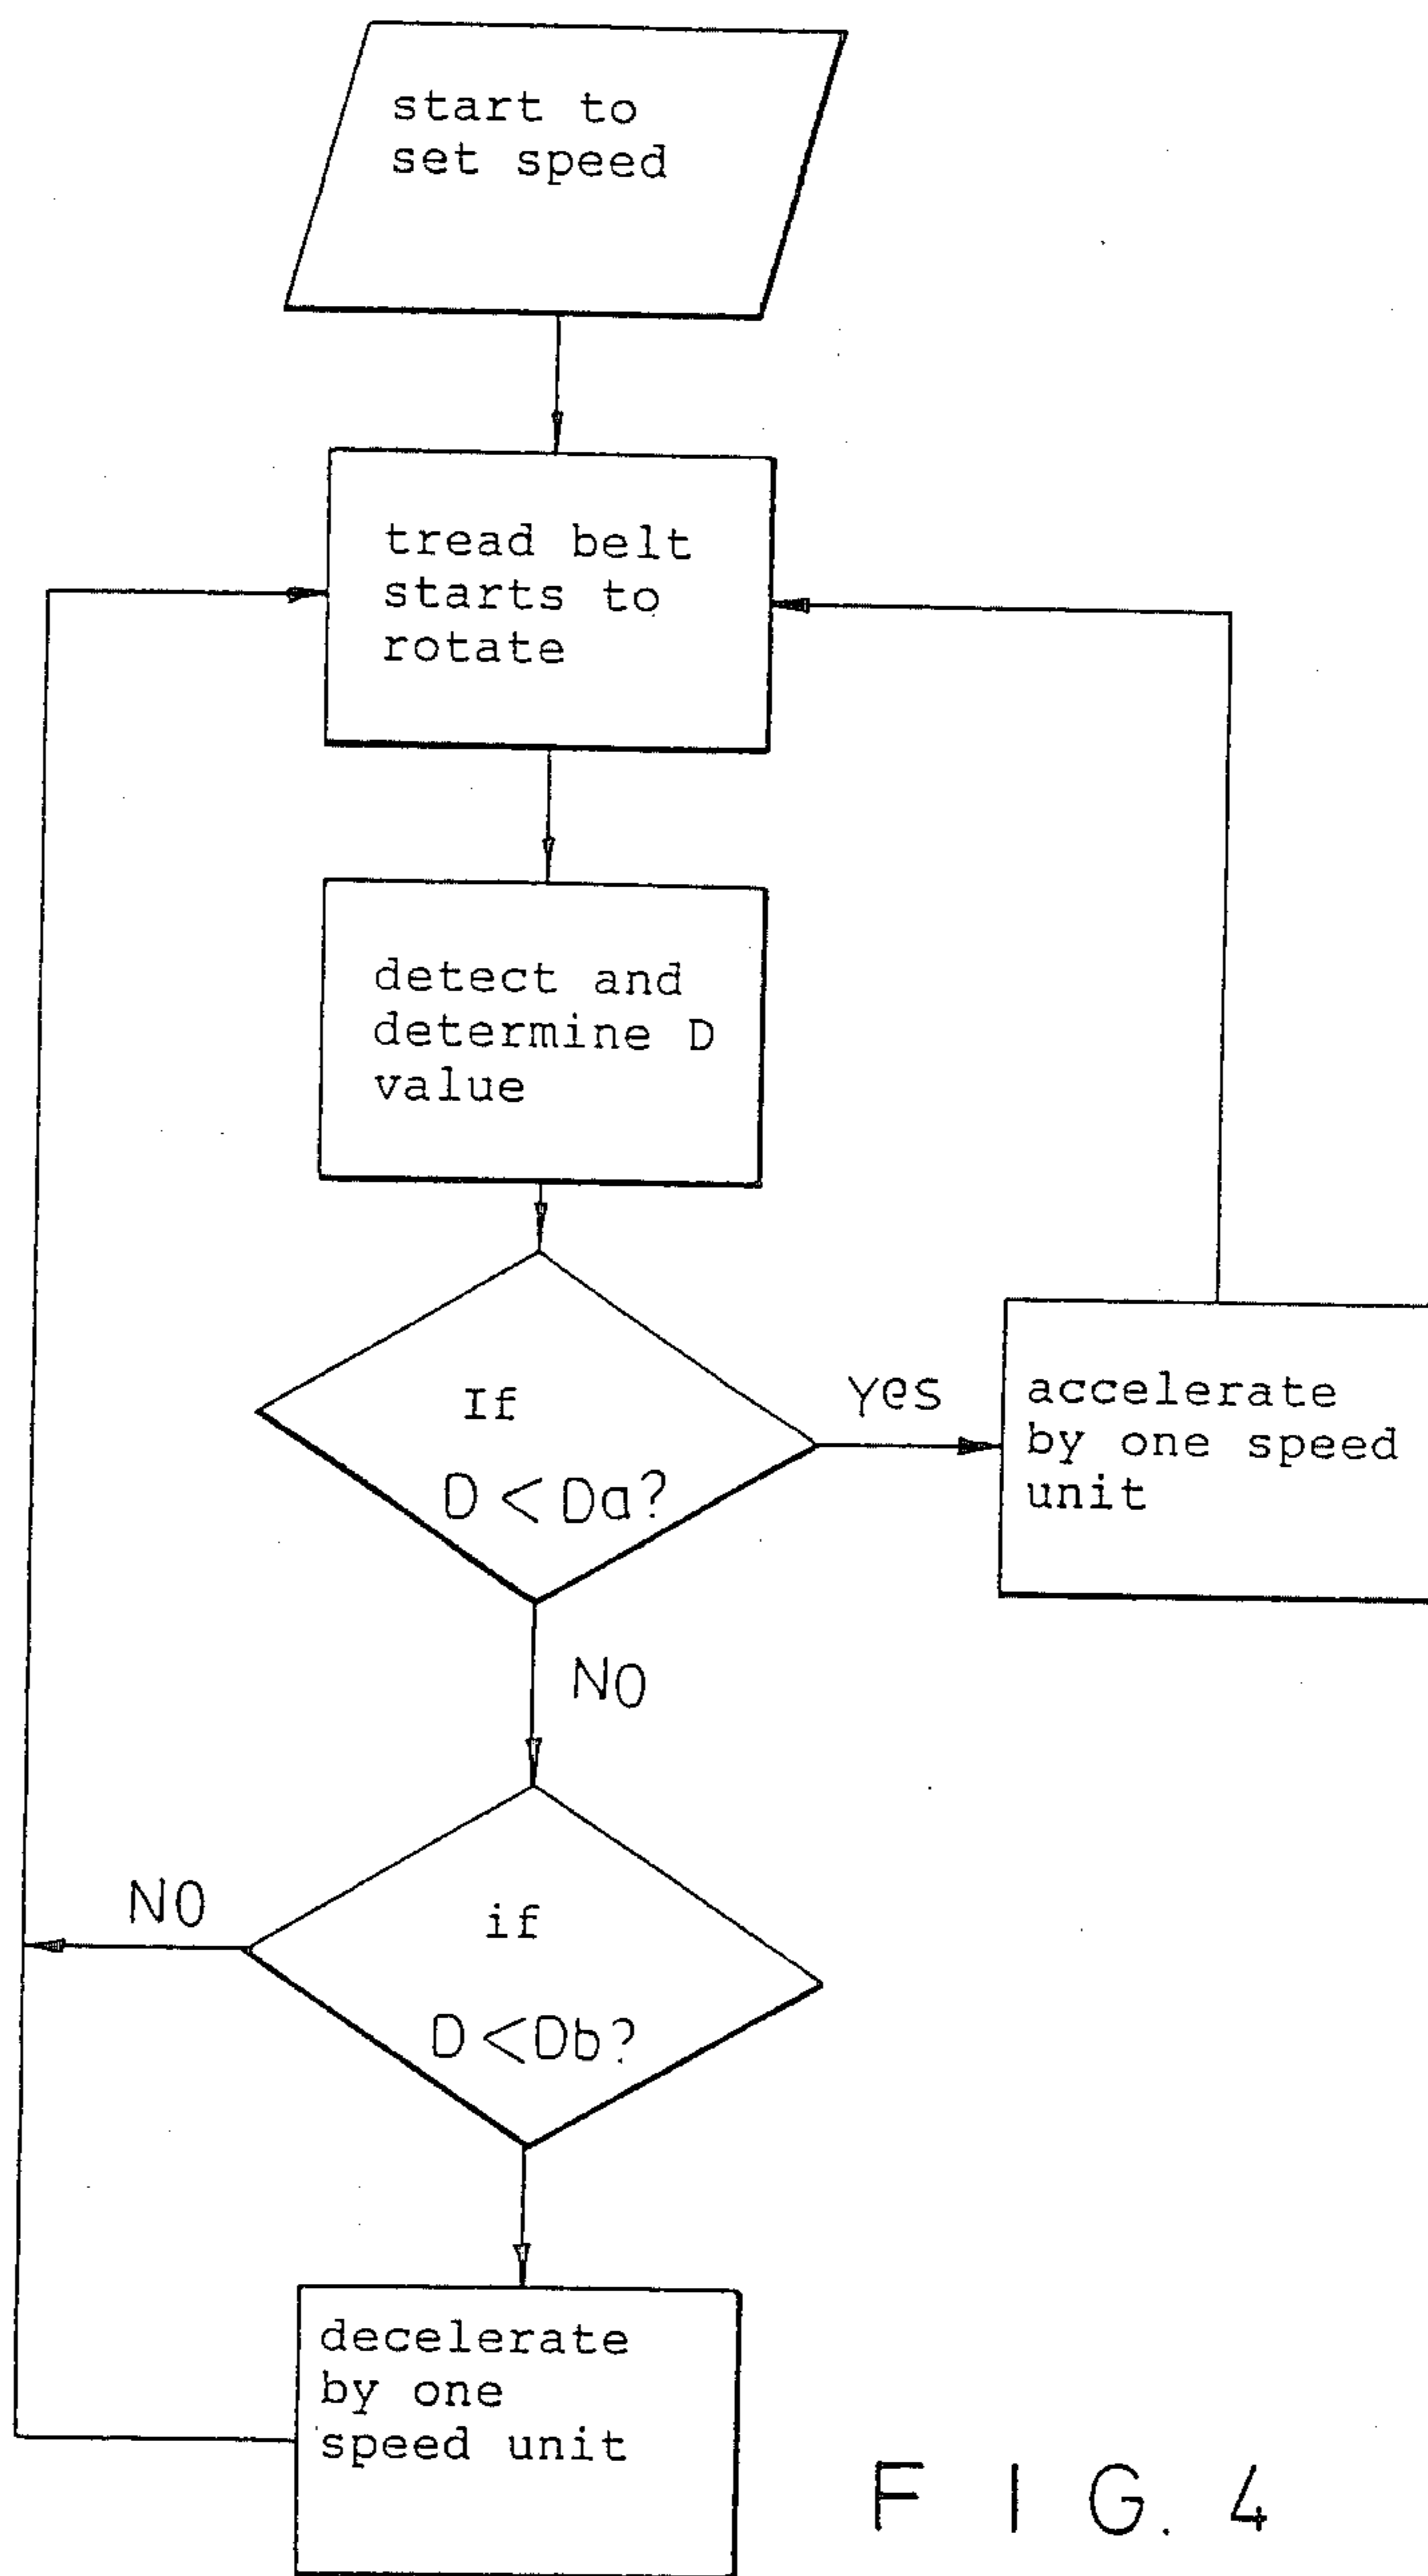 start to
set speed
tread belt
starts to
rotate
detect and
determine D
value
If
D < Da?
Yes
accelerate
by one speed
unit
NO
NO
if
D < Db?
decelerate
by one
speed unit
FIG. 4